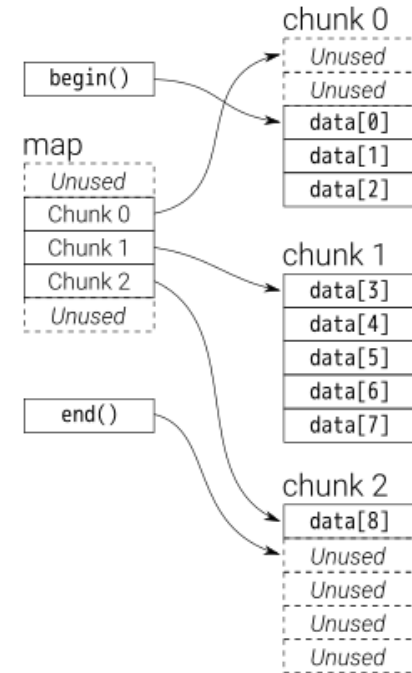 begin()
map
Unused
Chunk 0
Chunk 1
Chunk 2
Unused
end()
chunk 0
Unused
Unused
data[0]
data[1]
data[2]
chunk 1
data[3]
data[4]
data[5]
data[6]
data[7]
chunk 2
data[8]
Unused
Unused
Unused
Unused